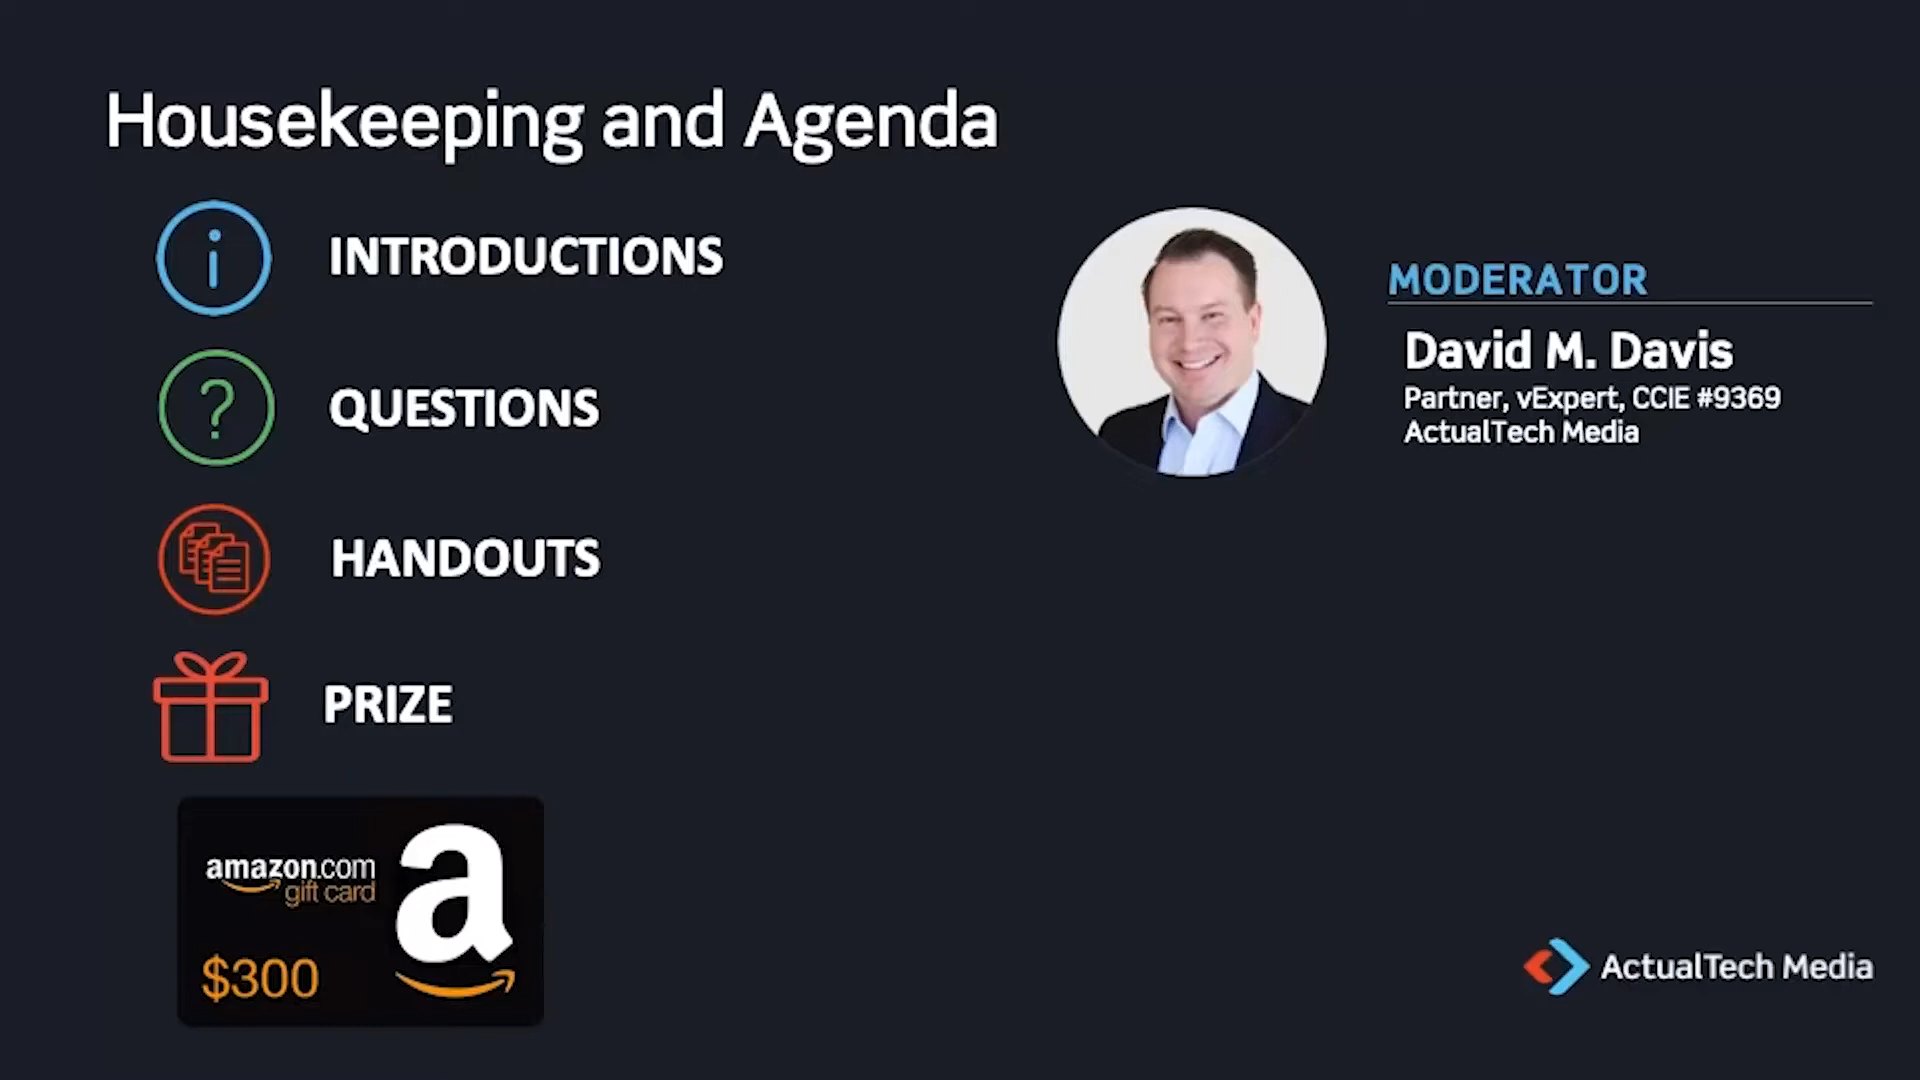 Housekeeping and Agenda
i
INTRODUCTIONS
?
QUESTIONS
HANDOUTS
PRIZE
amazon.com
gift card
a
$300
MODERATOR
David M. Davis
Partner, vExpert, CCIE #9369
ActualTech Media
ActualTech Media